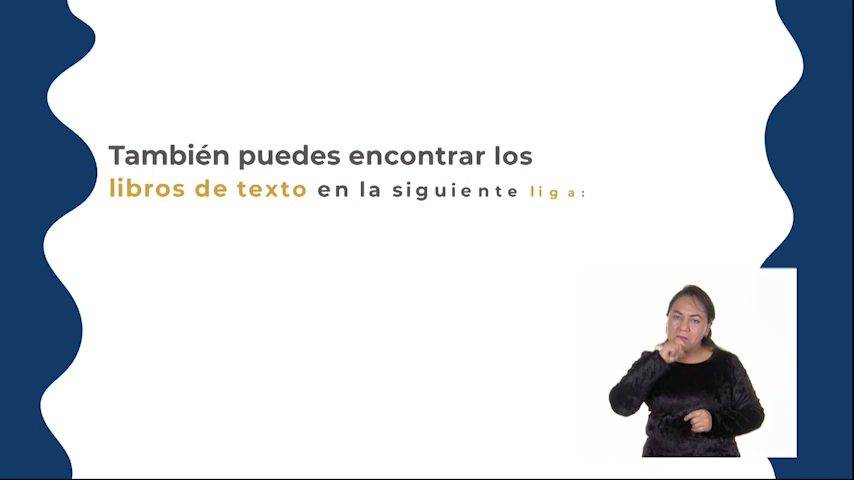 También puedes encontrar los
libros de texto en la siguiente liga: